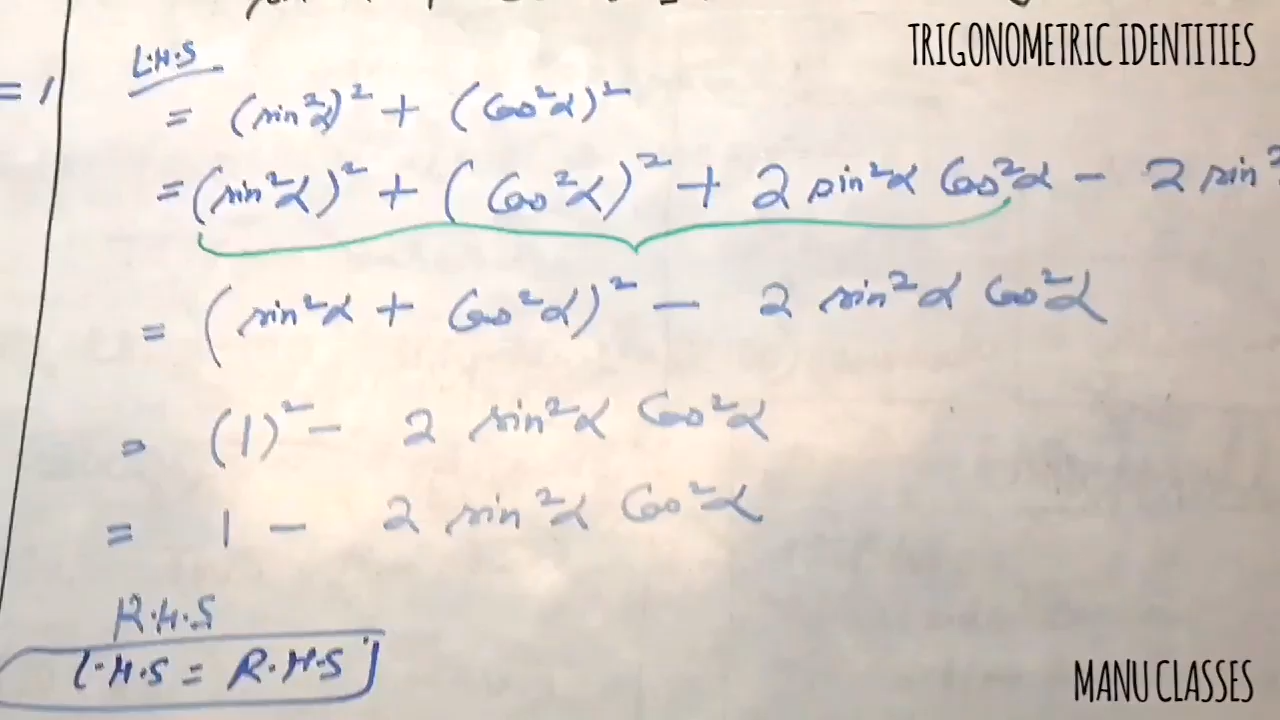 TRIGONOMETRIC IDENTITIES
= 1
L.H.S
= (sin²α)² + (Cos²α)²
= (sin²α)² + (Cos²α)² + 2 sin²α Cos²α − 2 sin²
= (sin²α + Cos²α)² − 2 sin²α Cos²α
= (1)² − 2 sin²α Cos²α
= 1 − 2 sin²α Cos²α
R.H.S
L.H.S = R.H.S
MANU CLASSES